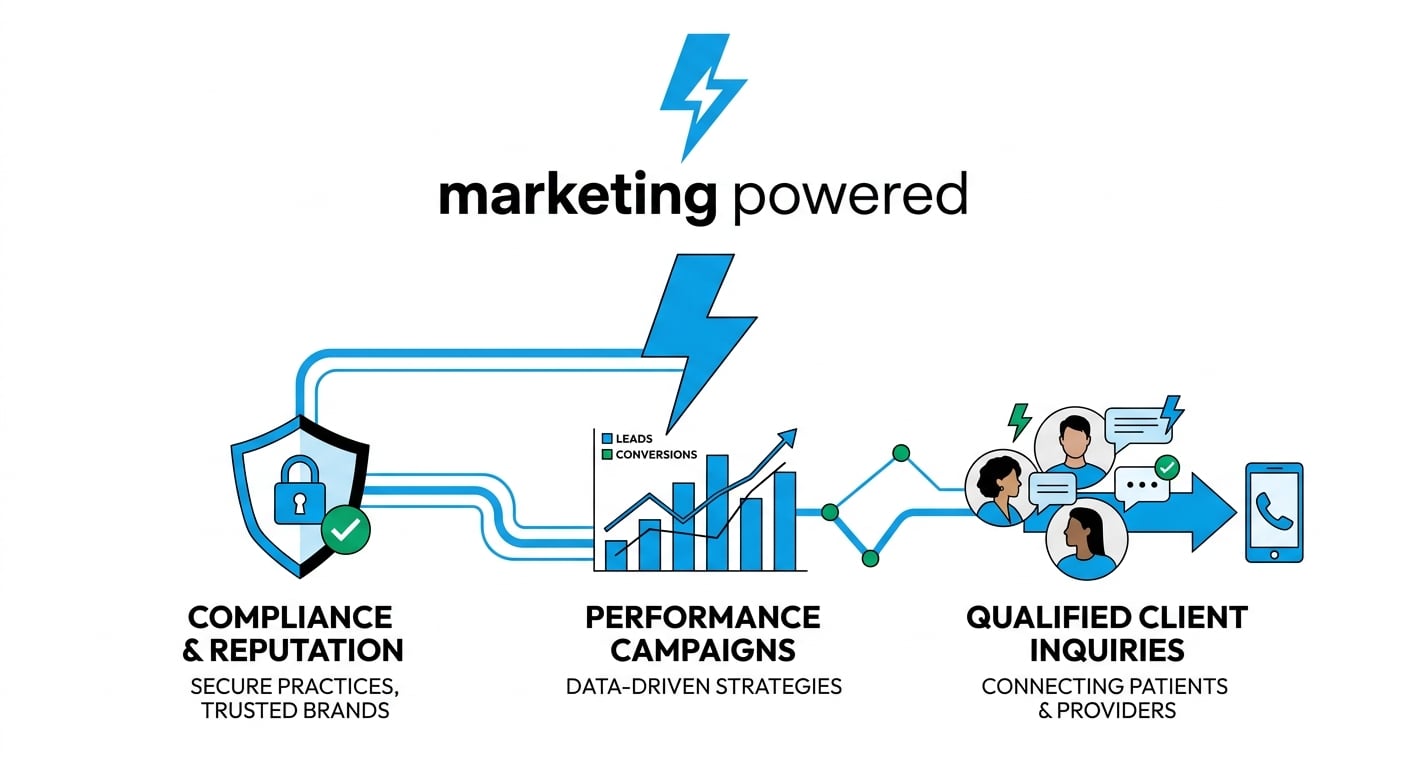 marketing powered
LEADS
CONVERSIONS
COMPLIANCE
& REPUTATION
SECURE PRACTICES,
TRUSTED BRANDS
PERFORMANCE
CAMPAIGNS
DATA-DRIVEN STRATEGIES
QUALIFIED CLIENT
INQUIRIES
CONNECTING PATIENTS
& PROVIDERS